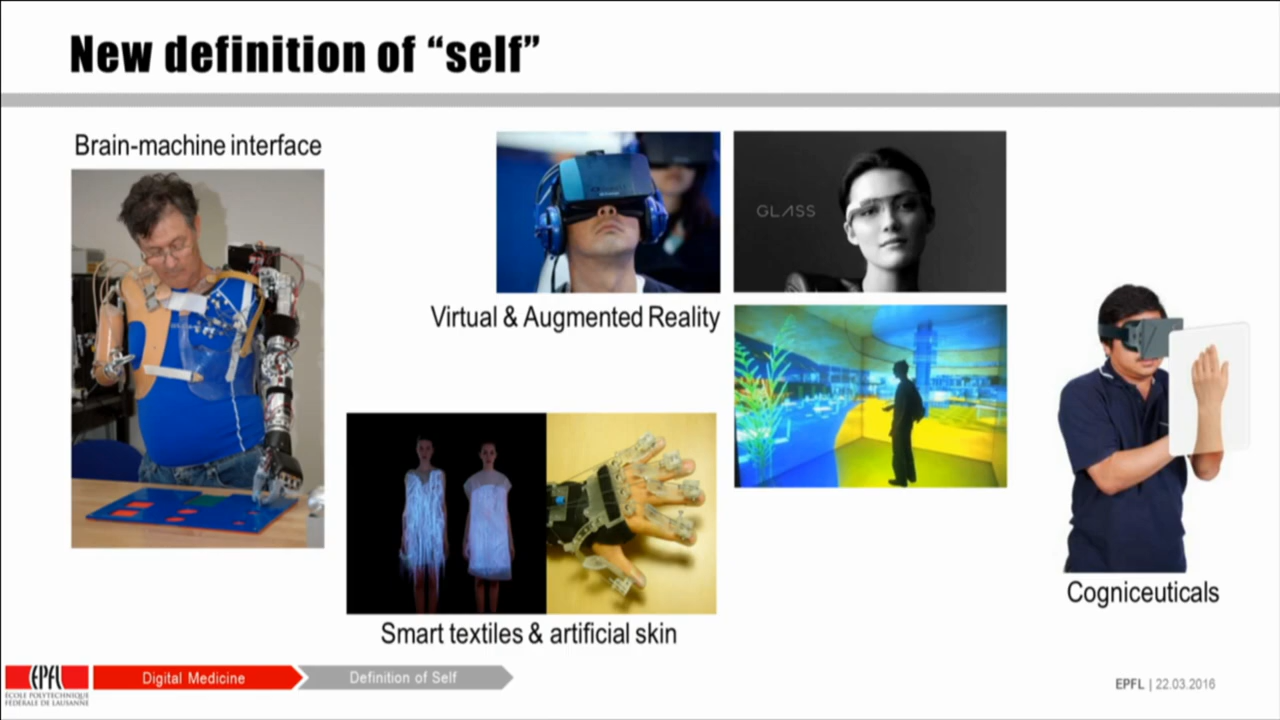 New definition of “self”
Brain-machine interface
GLASS
Virtual & Augmented Reality
Cogniceuticals
Smart textiles & artificial skin
EPFL
ÉCOLE POLYTECHNIQUE
FÉDÉRALE DE LAUSANNE
Digital Medicine
Definition of Self
EPFL | 22.03.2016